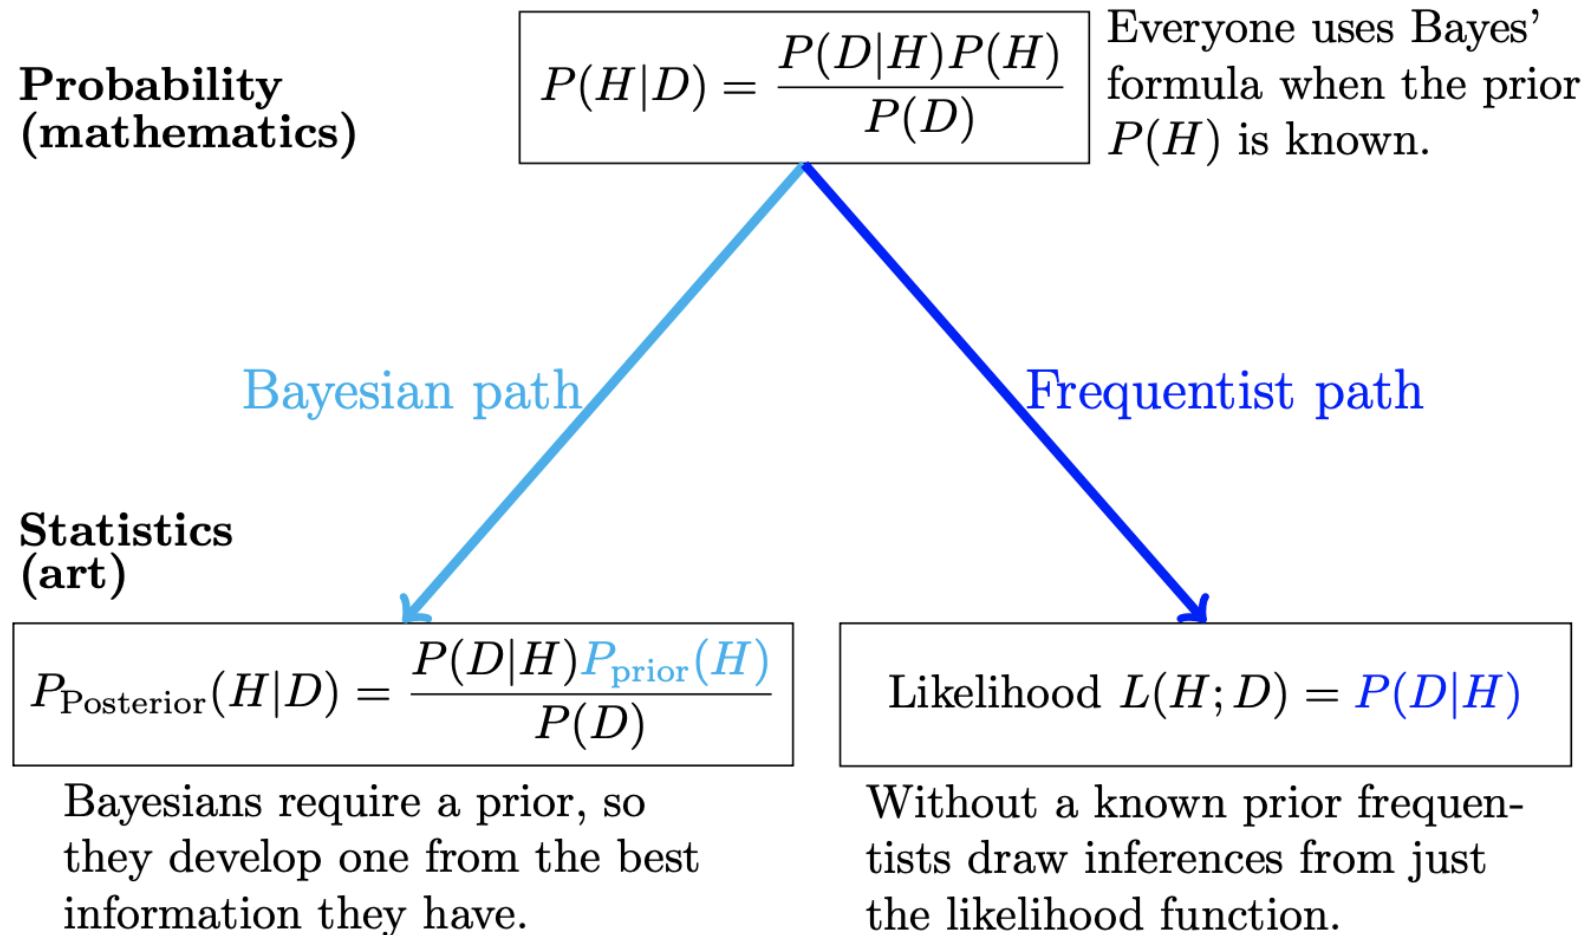 Probability
(mathematics)
P(H|D) = P(D|H)P(H) / P(D)
Everyone uses Bayes’
formula when the prior
P(H) is known.
Bayesian path
Frequentist path
Statistics
(art)
P_Posterior(H|D) = P(D|H)P_prior(H) / P(D)
Likelihood L(H; D) = P(D|H)
Bayesians require a prior, so
they develop one from the best
information they have.
Without a known prior frequen-
tists draw inferences from just
the likelihood function.